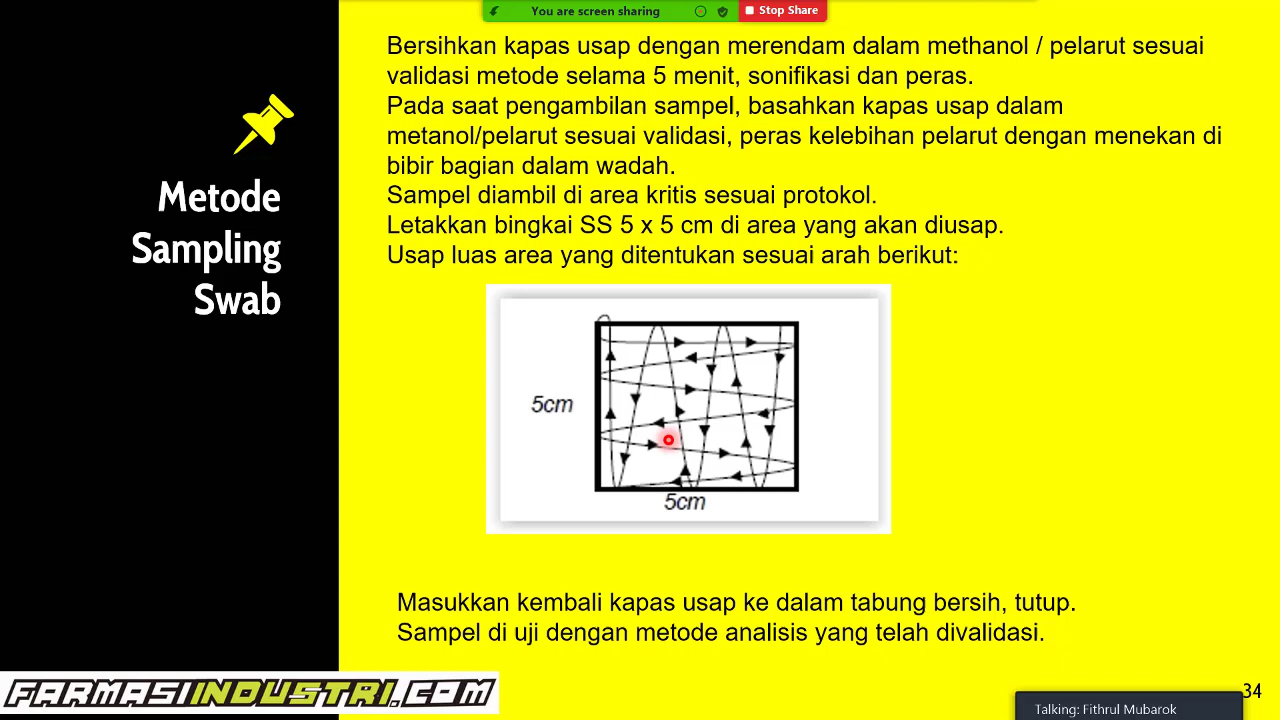 You are screen sharing
Stop Share
Bersihkan kapas usap dengan merendam dalam methanol / pelarut sesuai
validasi metode selama 5 menit, sonifikasi dan peras.
Pada saat pengambilan sampel, basahkan kapas usap dalam
metanol/pelarut sesuai validasi, peras kelebihan pelarut dengan menekan di
bibir bagian dalam wadah.
Sampel diambil di area kritis sesuai protokol.
Letakkan bingkai SS 5 x 5 cm di area yang akan diusap.
Usap luas area yang ditentukan sesuai arah berikut:
Metode
Sampling
Swab
5cm
5cm
Masukkan kembali kapas usap ke dalam tabung bersih, tutup.
Sampel di uji dengan metode analisis yang telah divalidasi.
FARMASIINDUSTRI.COM
34
Talking: Fithrul Mubarok